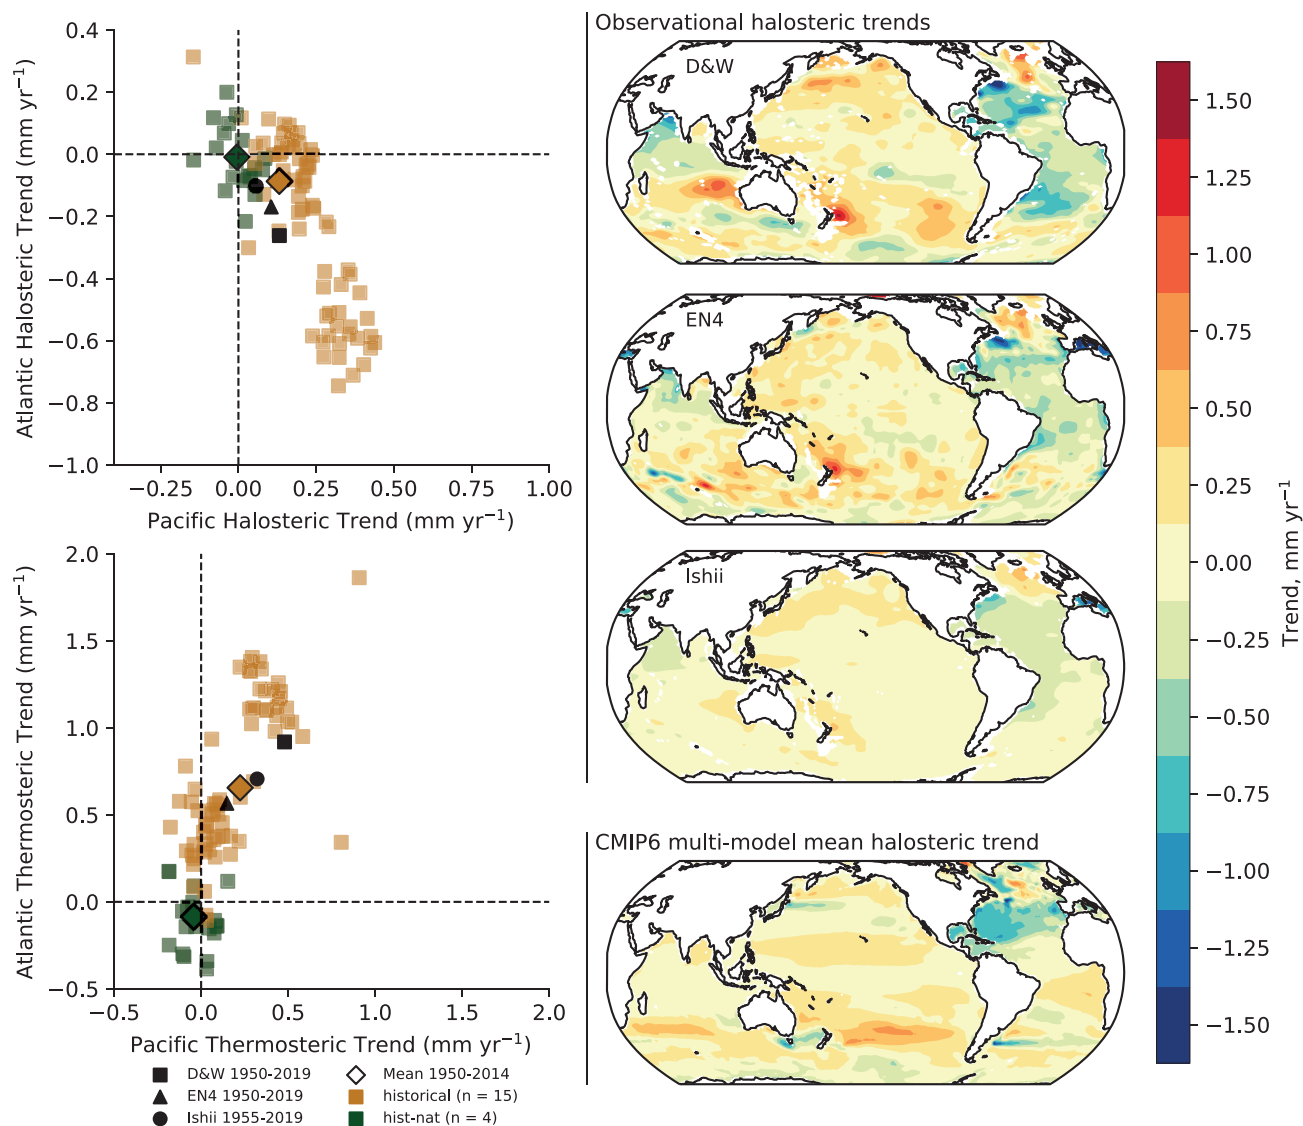 0.4
0.2
0.0
−0.2
−0.4
−0.6
−0.8
−1.0
Atlantic Halosteric Trend (mm yr⁻¹)
−0.25 0.00 0.25 0.50 0.75 1.00
Pacific Halosteric Trend (mm yr⁻¹)
2.0
1.5
1.0
0.5
0.0
−0.5
Atlantic Thermosteric Trend (mm yr⁻¹)
−0.5 0.0 0.5 1.0 1.5 2.0
Pacific Thermosteric Trend (mm yr⁻¹)
D&W 1950-2019
EN4 1950-2019
Ishii 1955-2019
Mean 1950-2014
historical (n = 15)
hist-nat (n = 4)
Observational halosteric trends
D&W
EN4
Ishii
CMIP6 multi-model mean halosteric trend
1.50
1.25
1.00
0.75
0.50
0.25
0.00
−0.25
−0.50
−0.75
−1.00
−1.25
−1.50
Trend, mm yr⁻¹